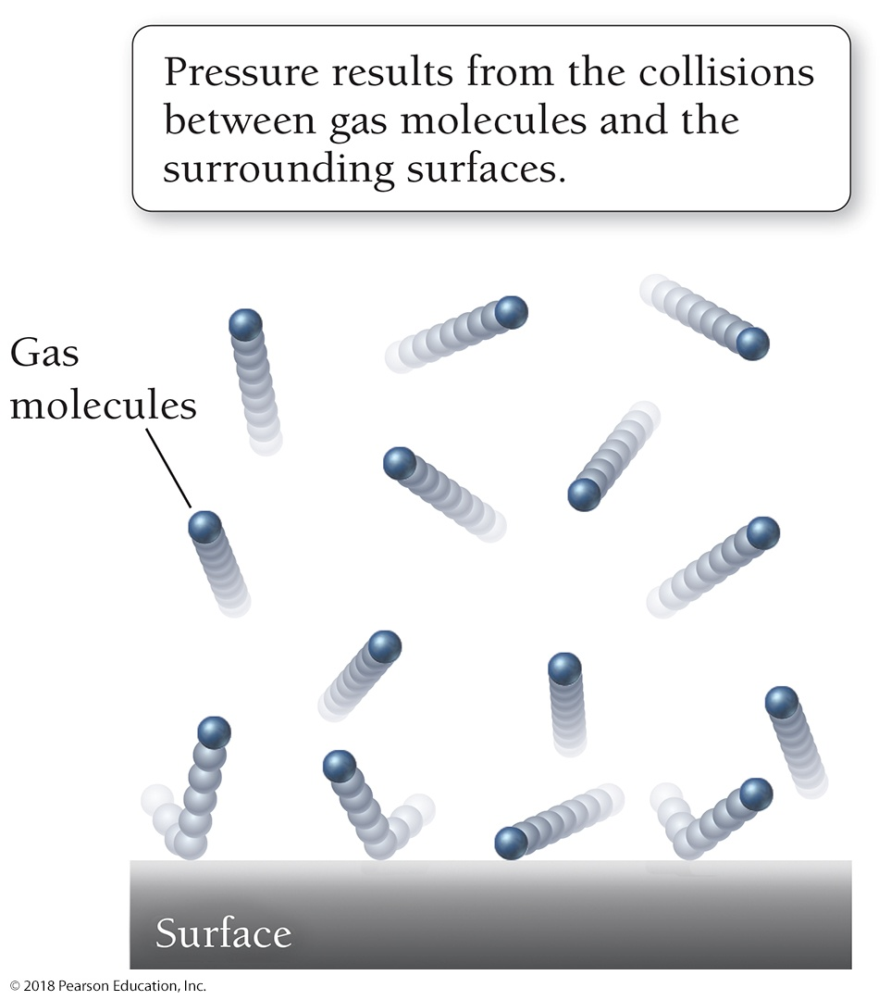 Pressure results from the collisions
between gas molecules and the
surrounding surfaces.
Gas
molecules
Surface
© 2018 Pearson Education, Inc.